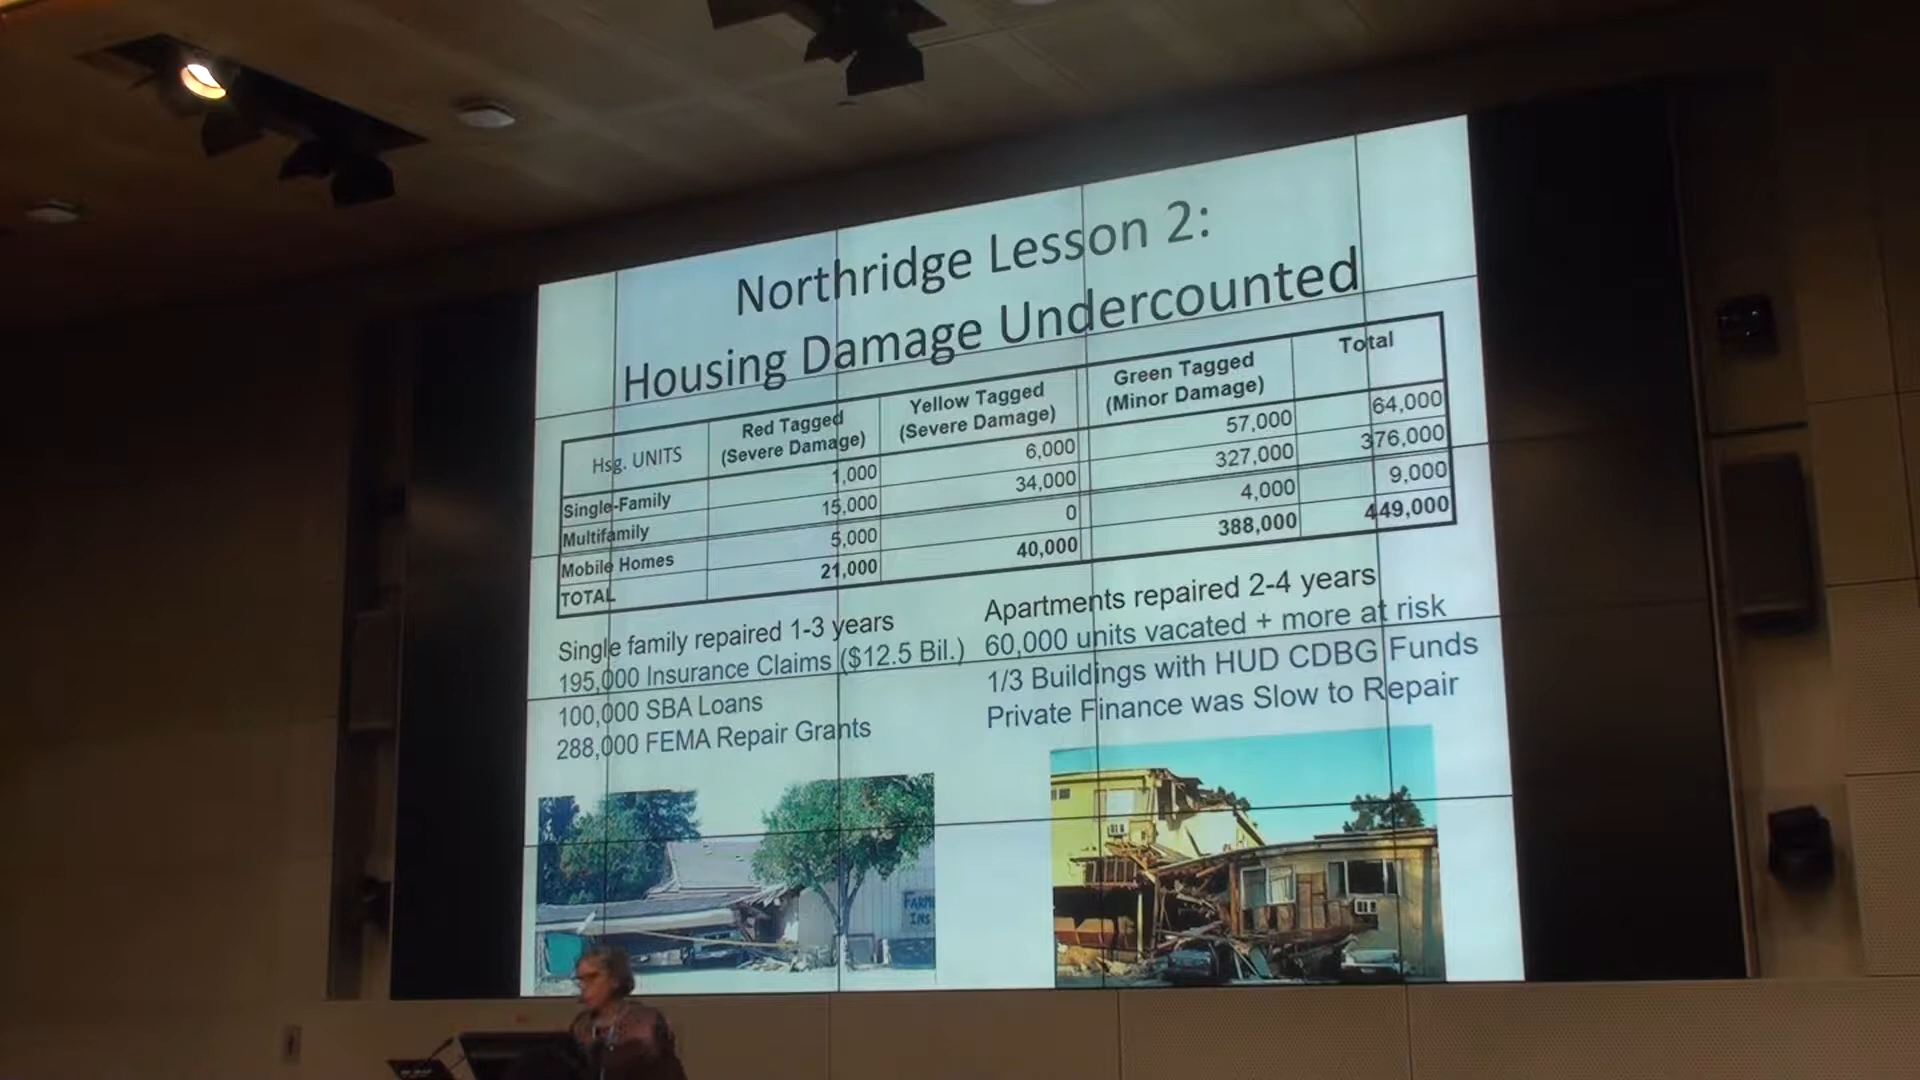 Northridge Lesson 2:
Housing Damage Undercounted
Hsg. UNITS
Red Tagged
(Severe Damage)
Yellow Tagged
(Severe Damage)
Green Tagged
(Minor Damage)
Total
Single-Family 1,000 6,000 57,000 64,000
Multifamily 15,000 34,000 327,000 376,000
Mobile Homes 5,000 0 4,000 9,000
TOTAL 21,000 40,000 388,000 449,000
Single family repaired 1-3 years
195,000 Insurance Claims ($12.5 Bil.)
100,000 SBA Loans
288,000 FEMA Repair Grants
Apartments repaired 2-4 years
60,000 units vacated + more at risk
1/3 Buildings with HUD CDBG Funds
Private Finance was Slow to Repair
INS